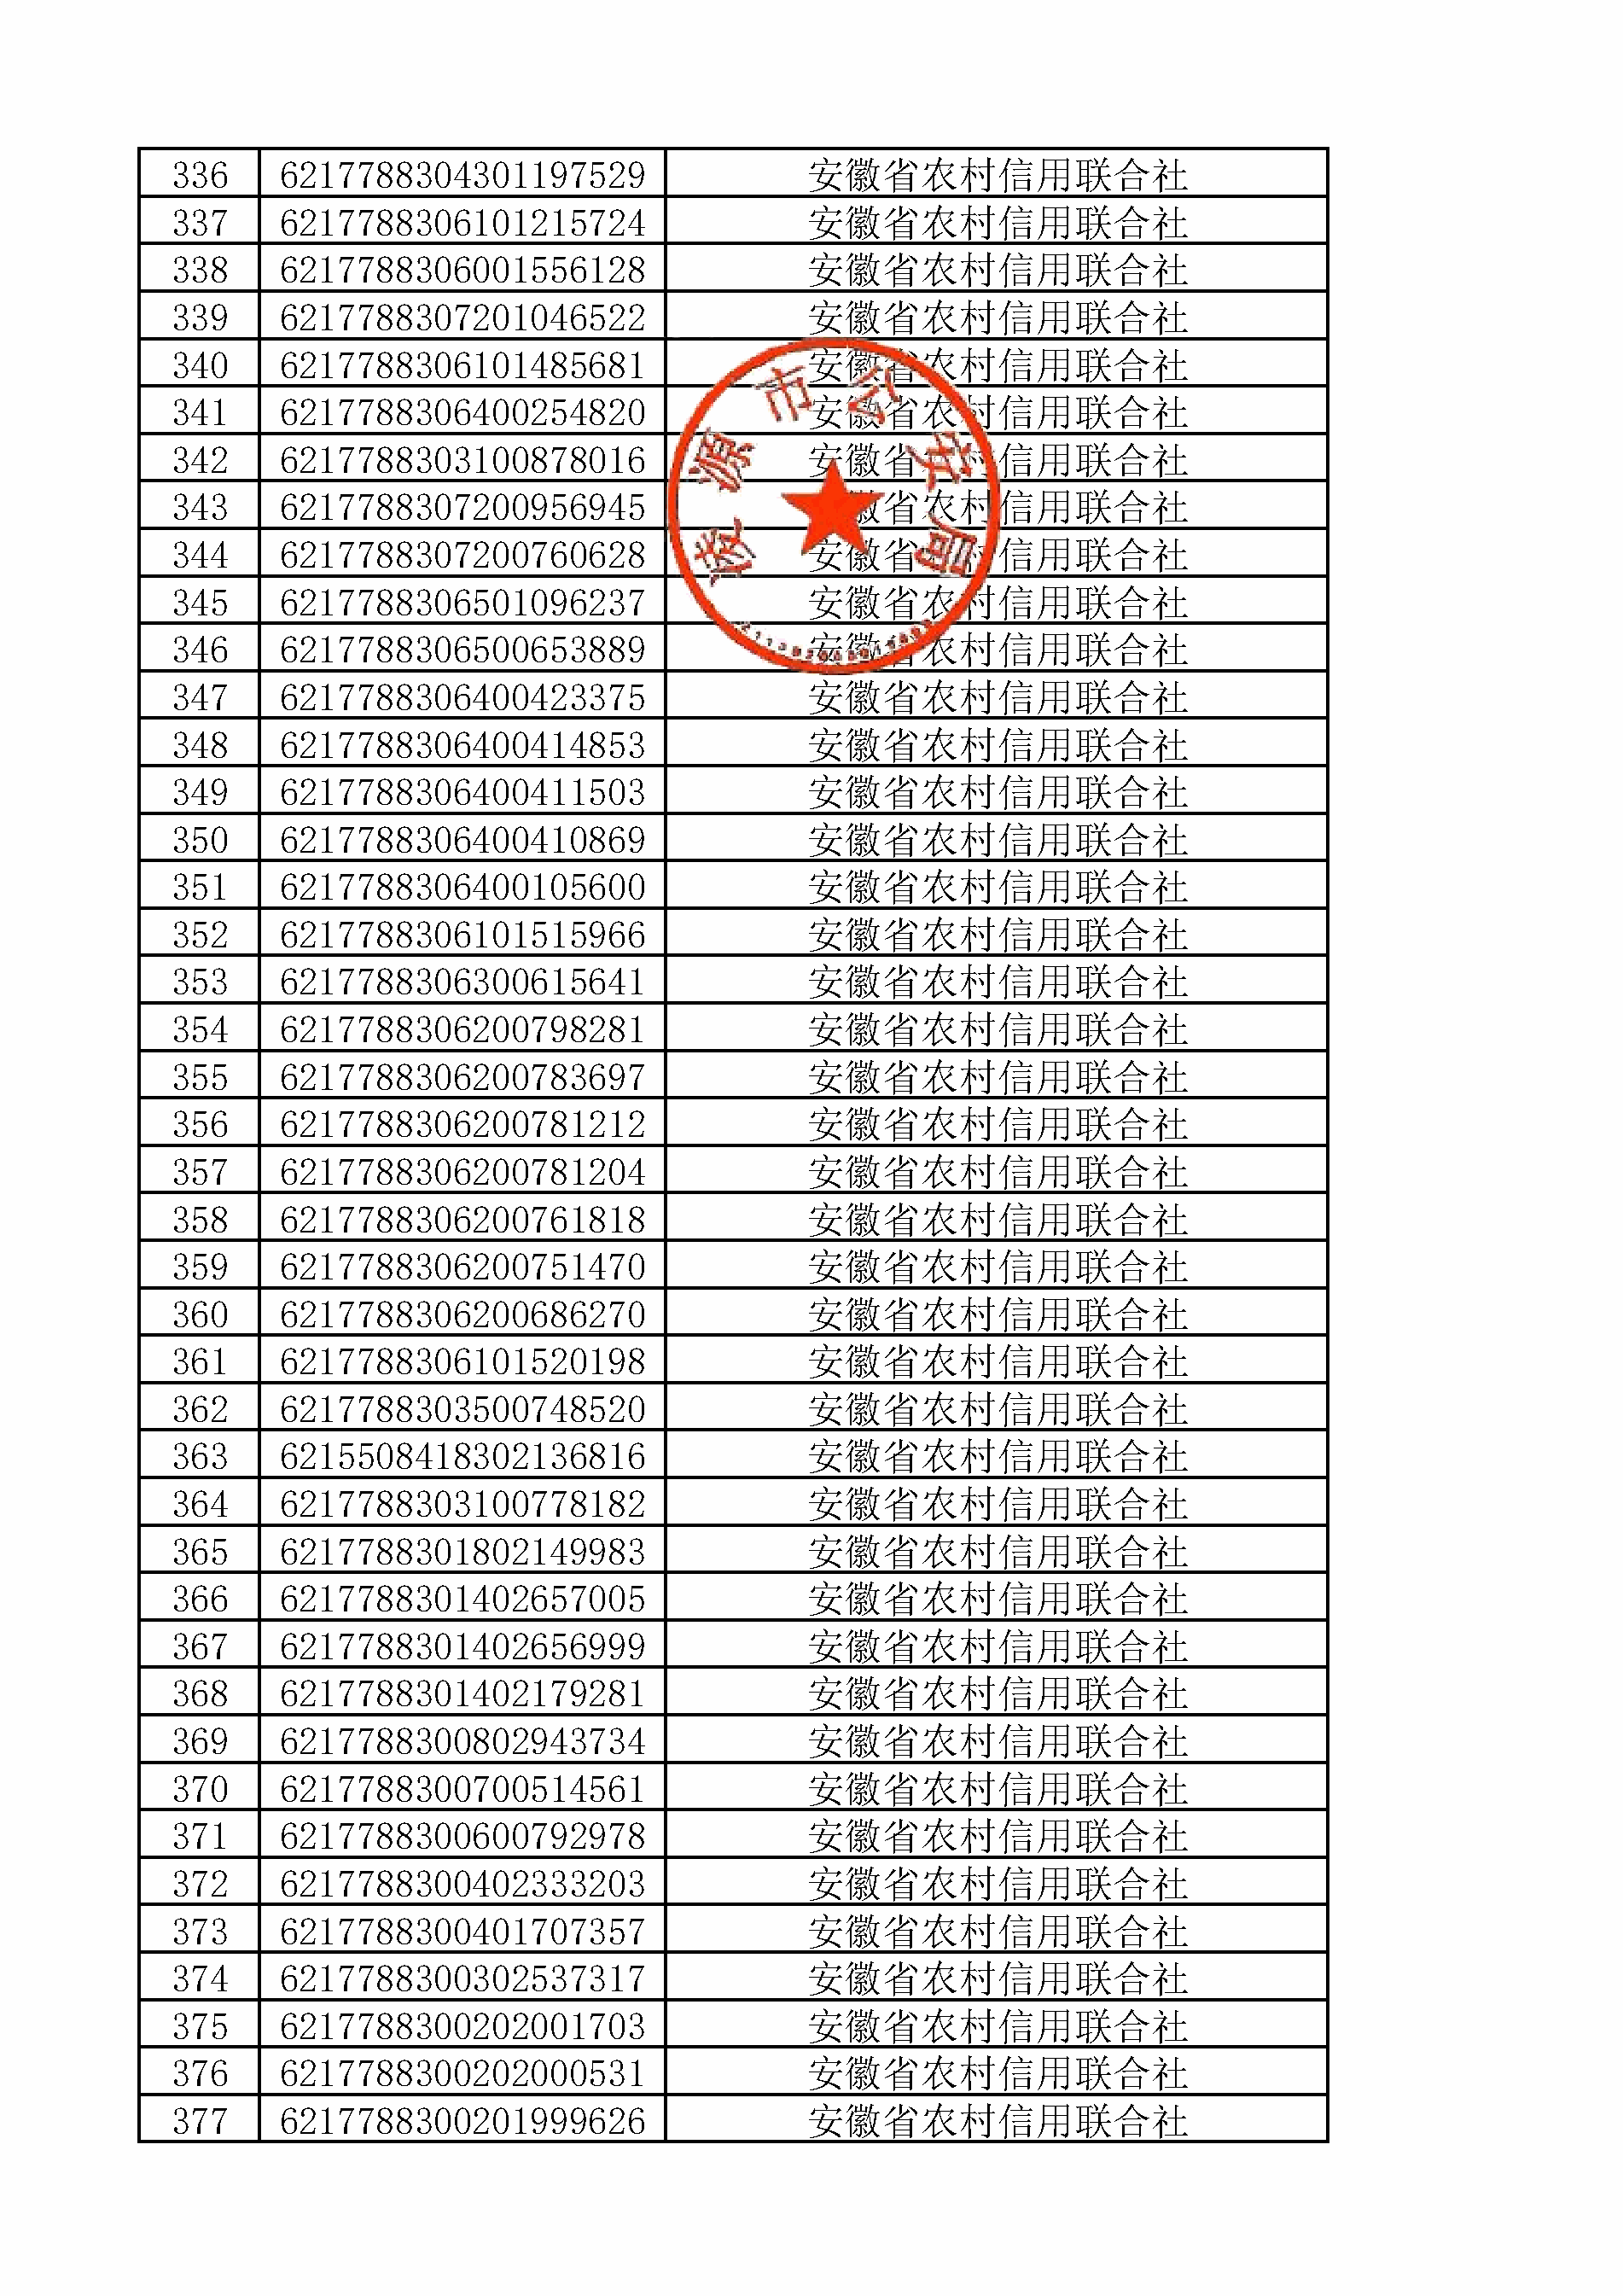 336 6217788304301197529 安徽省农村信用联合社
337 6217788306101215724 安徽省农村信用联合社
338 6217788306001556128 安徽省农村信用联合社
339 6217788307201046522 安徽省农村信用联合社
340 6217788306101485681 安徽省农村信用联合社
341 6217788306400254820 安徽省农村信用联合社
342 6217788303100878016 安徽省农村信用联合社
343 6217788307200956945 安徽省农村信用联合社
344 6217788307200760628 安徽省农村信用联合社
345 6217788306501096237 安徽省农村信用联合社
346 6217788306500653889 安徽省农村信用联合社
347 6217788306400423375 安徽省农村信用联合社
348 6217788306400414853 安徽省农村信用联合社
349 6217788306400411503 安徽省农村信用联合社
350 6217788306400410869 安徽省农村信用联合社
351 6217788306400105600 安徽省农村信用联合社
352 6217788306101515966 安徽省农村信用联合社
353 6217788306300615641 安徽省农村信用联合社
354 6217788306200798281 安徽省农村信用联合社
355 6217788306200783697 安徽省农村信用联合社
356 6217788306200781212 安徽省农村信用联合社
357 6217788306200781204 安徽省农村信用联合社
358 6217788306200761818 安徽省农村信用联合社
359 6217788306200751470 安徽省农村信用联合社
360 6217788306200686270 安徽省农村信用联合社
361 6217788306101520198 安徽省农村信用联合社
362 6217788303500748520 安徽省农村信用联合社
363 6215508418302136816 安徽省农村信用联合社
364 6217788303100778182 安徽省农村信用联合社
365 6217788301802149983 安徽省农村信用联合社
366 6217788301402657005 安徽省农村信用联合社
367 6217788301402656999 安徽省农村信用联合社
368 6217788301402179281 安徽省农村信用联合社
369 6217788300802943734 安徽省农村信用联合社
370 6217788300700514561 安徽省农村信用联合社
371 6217788300600792978 安徽省农村信用联合社
372 6217788300402333203 安徽省农村信用联合社
373 6217788300401707357 安徽省农村信用联合社
374 6217788300302537317 安徽省农村信用联合社
375 6217788300202001703 安徽省农村信用联合社
376 6217788300202000531 安徽省农村信用联合社
377 6217788300201999626 安徽省农村信用联合社
凌源市公安局